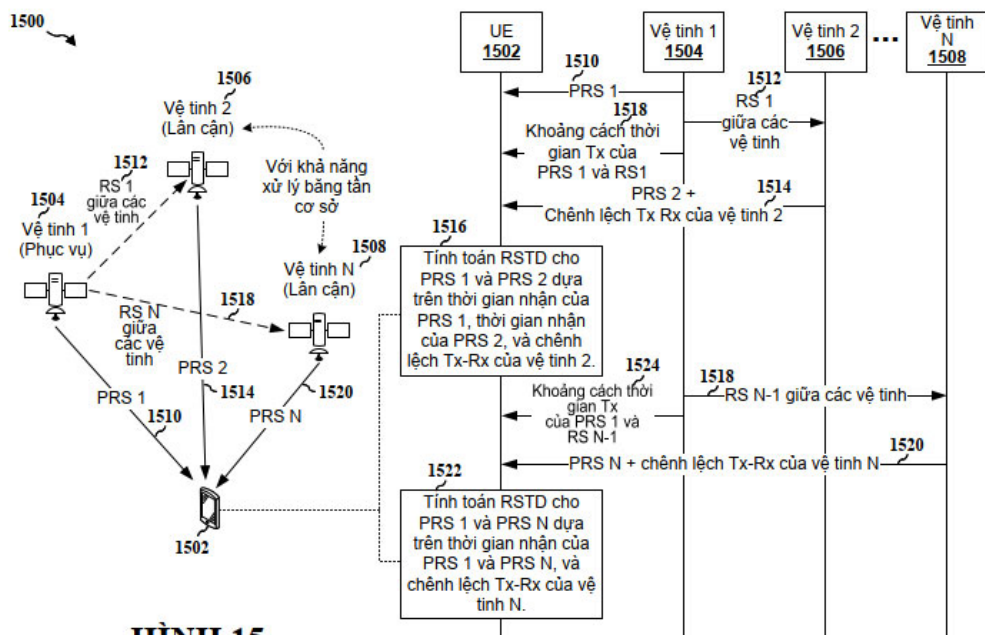 1500
1506
Vệ tinh 2
(Lân cận)
1512
RS 1
giữa các
vệ tinh
1504
Vệ tinh 1
(Phục vụ)
Với khả năng
xử lý băng tần
cơ sở
1508
Vệ tinh N
(Lân cận)
1518
RS N
giữa
các vệ
tinh
PRS 2
1514
1520
PRS 1
1510
PRS N
1502
UE
1502
Vệ tinh 1
1504
Vệ tinh 2
1506
Vệ tinh
N
1508
1510
PRS 1
1512
RS 1
giữa các
vệ tinh
1518
Khoảng cách thời
gian Tx của
PRS 1 và RS1
PRS 2 +
1514
Chênh lệch Tx Rx của vệ tinh 2
1516
Tính toán RSTD cho
PRS 1 và PRS 2 dựa
trên thời gian nhận của
PRS 1, thời gian nhận
của PRS 2, và chênh
lệch Tx-Rx của vệ tinh 2.
1524
Khoảng cách thời
gian Tx
của PRS 1 và
RS N-1
1518
RS N-1 giữa các vệ tinh
1520
PRS N + chênh lệch Tx-Rx của vệ tinh N
1522
Tính toán RSTD cho
PRS 1 và PRS N dựa
trên thời gian nhận của
PRS 1 và PRS N, và
chênh lệch Tx-Rx của vệ
tinh N.
HÌNH 15